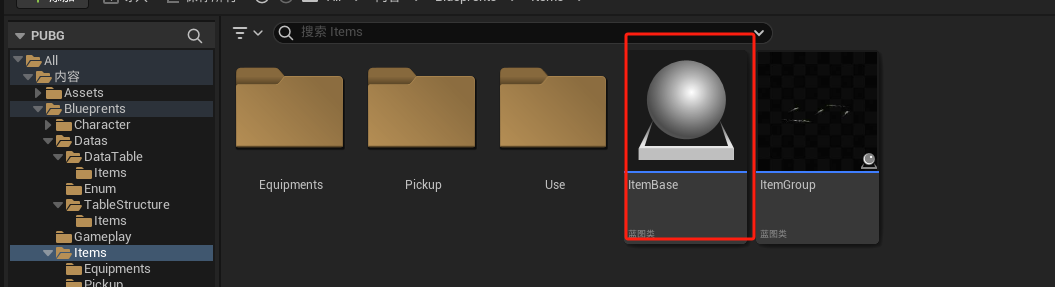 PUBG
All
内容
Assets
Blueprents
Character
Datas
DataTable
Items
Enum
TableStructure
Items
Gameplay
Items
Equipments
Pickup
搜索 Items
Equipments
Pickup
Use
ItemBase
蓝图类
ItemGroup
蓝图类